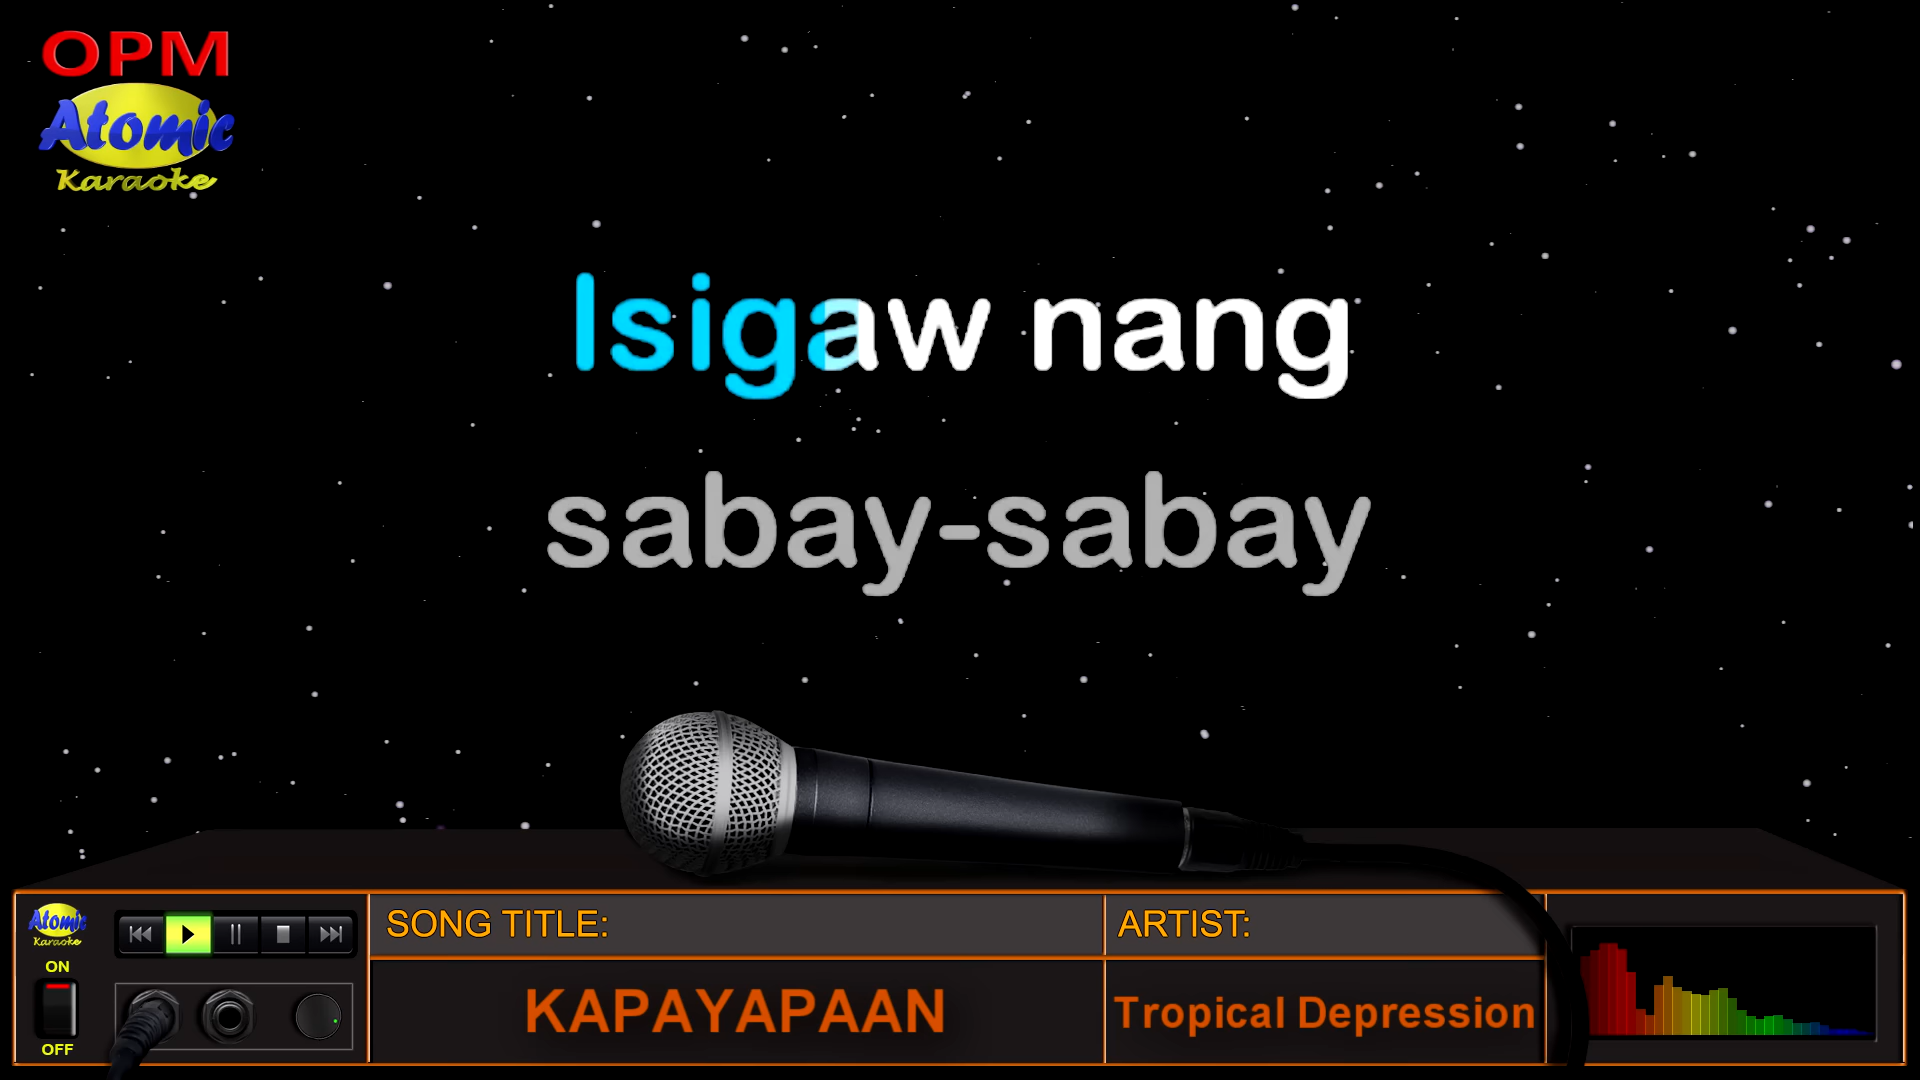 OPM
Atomic
Karaoke
Isigaw nang
sabay-sabay
Atomic
Karaoke
ON
OFF
SONG TITLE:
KAPAYAPAAN
ARTIST:
Tropical Depression